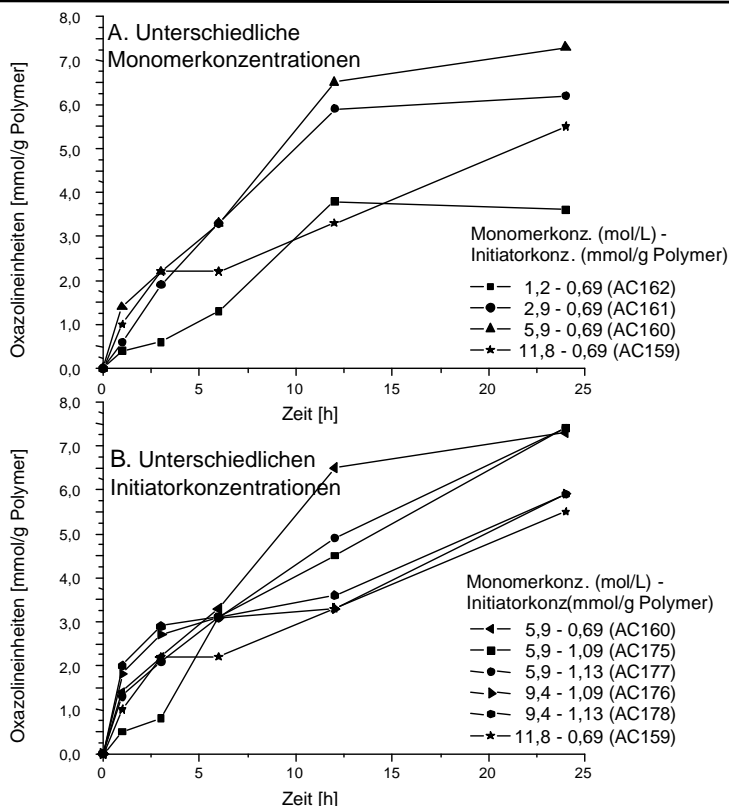 A. Unterschiedliche
Monomerkonzentrationen
Oxazolineinheiten [mmol/g Polymer]
8,0
7,0
6,0
5,0
4,0
3,0
2,0
1,0
0,0
0 5 10 15 20 25
Zeit [h]
Monomerkonz. (mol/L) -
Initiatorkonz. (mmol/g Polymer)
1,2 - 0,69 (AC162)
2,9 - 0,69 (AC161)
5,9 - 0,69 (AC160)
11,8 - 0,69 (AC159)
B. Unterschiedlichen
Initiatorkonzentrationen
Oxazolineinheiten [mmol/g Polymer]
8,0
7,0
6,0
5,0
4,0
3,0
2,0
1,0
0,0
0 5 10 15 20 25
Zeit [h]
Monomerkonz. (mol/L) -
Initiatorkonz(mmol/g Polymer)
5,9 - 0,69 (AC160)
5,9 - 1,09 (AC175)
5,9 - 1,13 (AC177)
9,4 - 1,09 (AC176)
9,4 - 1,13 (AC178)
11,8 - 0,69 (AC159)